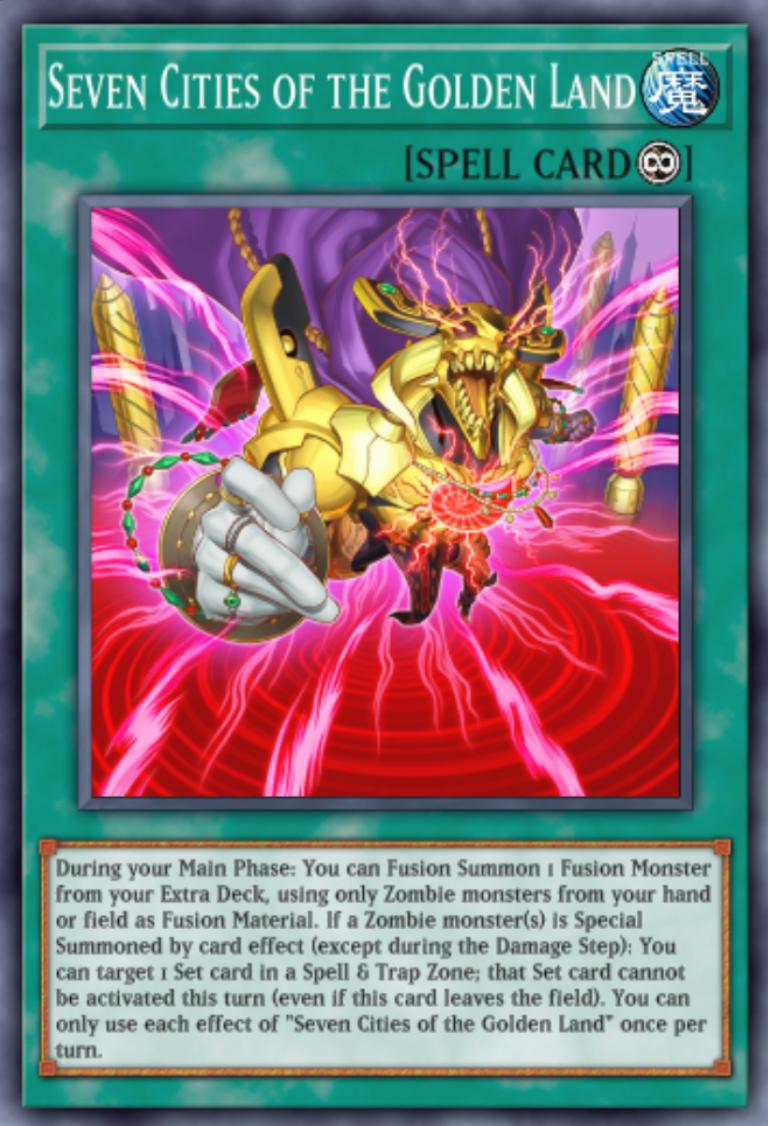 SEVEN CITIES OF THE GOLDEN LAND
SPELL
魔
[SPELL CARD]
During your Main Phase: You can Fusion Summon 1 Fusion Monster
from your Extra Deck, using only Zombie monsters from your hand
or field as Fusion Material. If a Zombie monster(s) is Special
Summoned by card effect (except during the Damage Step): You
can target 1 Set card in a Spell & Trap Zone; that Set card cannot
be activated this turn (even if this card leaves the field). You can
only use each effect of "Seven Cities of the Golden Land" once per
turn.